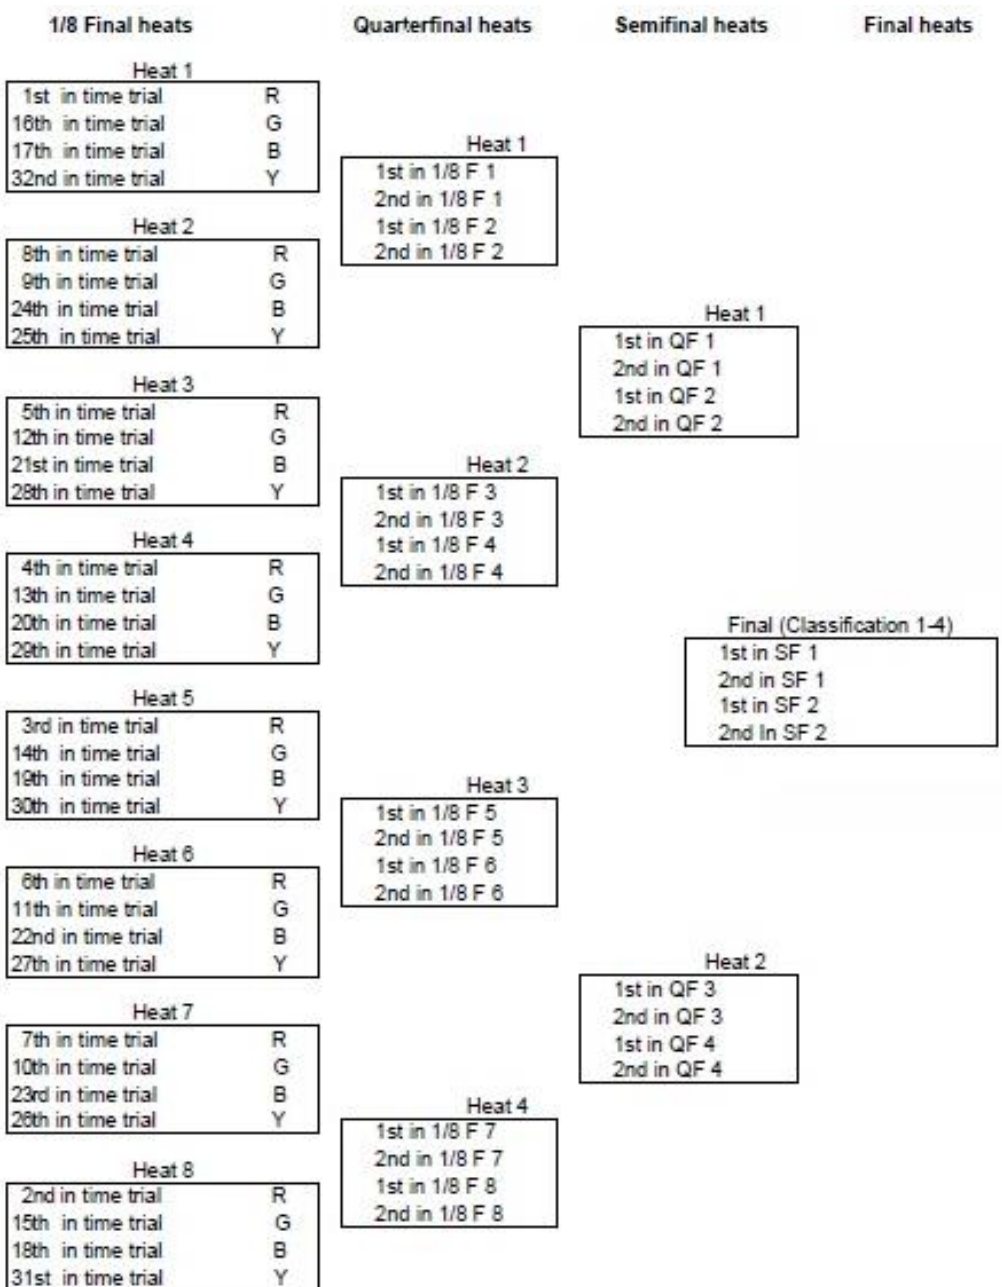 1/8 Final heats
Quarterfinal heats
Semifinal heats
Final heats
Heat 1
1st in time trial R
16th in time trial G
17th in time trial B
32nd in time trial Y
Heat 2
8th in time trial R
9th in time trial G
24th in time trial B
25th in time trial Y
Heat 3
5th in time trial R
12th in time trial G
21st in time trial B
28th in time trial Y
Heat 4
4th in time trial R
13th in time trial G
20th in time trial B
29th in time trial Y
Heat 5
3rd in time trial R
14th in time trial G
19th in time trial B
30th in time trial Y
Heat 6
6th in time trial R
11th in time trial G
22nd in time trial B
27th in time trial Y
Heat 7
7th in time trial R
10th in time trial G
23rd in time trial B
26th in time trial Y
Heat 8
2nd in time trial R
15th in time trial G
18th in time trial B
31st in time trial Y
Heat 1
1st in 1/8 F 1
2nd in 1/8 F 1
1st in 1/8 F 2
2nd in 1/8 F 2
Heat 2
1st in 1/8 F 3
2nd in 1/8 F 3
1st in 1/8 F 4
2nd in 1/8 F 4
Heat 3
1st in 1/8 F 5
2nd in 1/8 F 5
1st in 1/8 F 6
2nd in 1/8 F 6
Heat 4
1st in 1/8 F 7
2nd in 1/8 F 7
1st in 1/8 F 8
2nd in 1/8 F 8
Heat 1
1st in QF 1
2nd in QF 1
1st in QF 2
2nd in QF 2
Heat 2
1st in QF 3
2nd in QF 3
1st in QF 4
2nd in QF 4
Final (Classification 1-4)
1st in SF 1
2nd in SF 1
1st in SF 2
2nd In SF 2